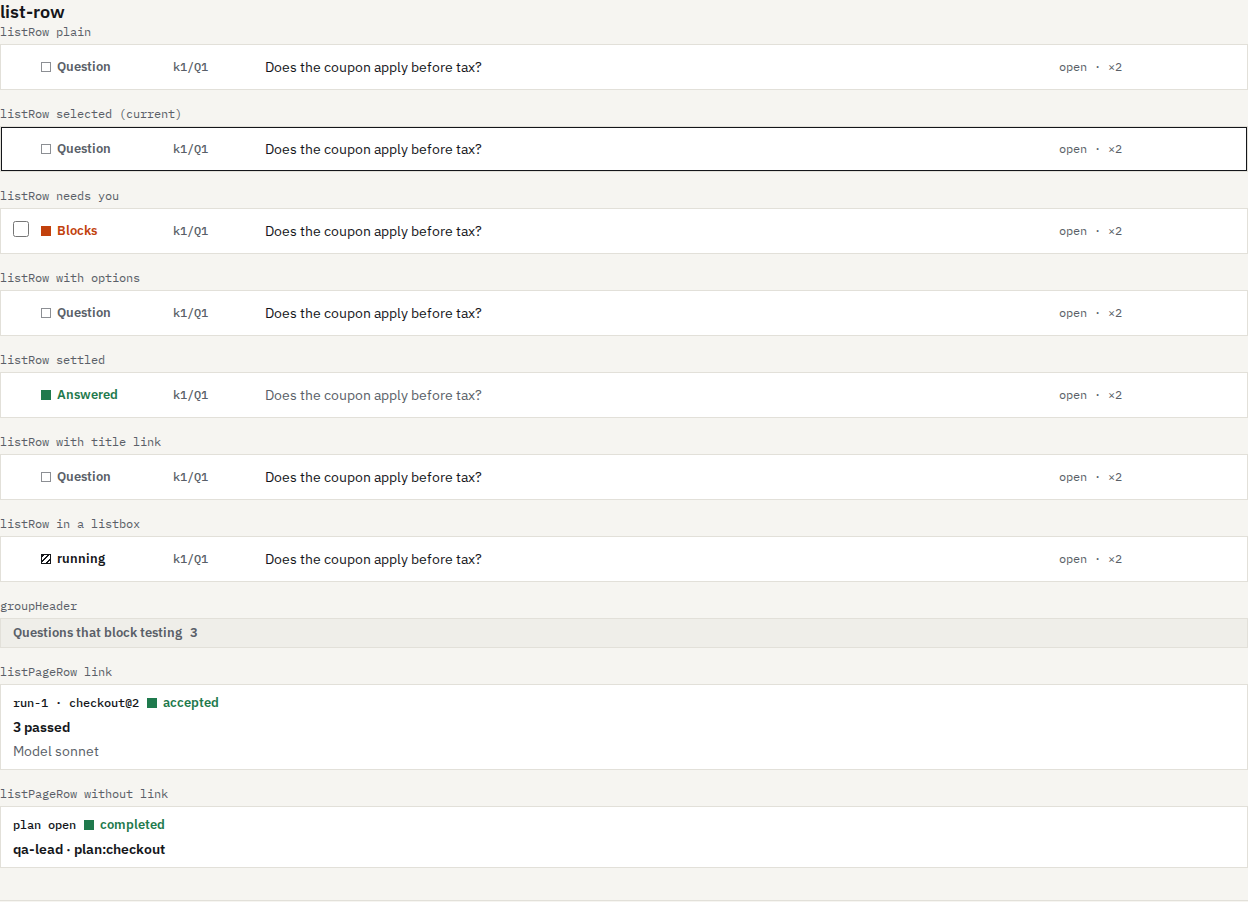 list-row
listRow plain
Question k1/Q1 Does the coupon apply before tax? open · ×2
listRow selected (current)
Question k1/Q1 Does the coupon apply before tax? open · ×2
listRow needs you
Blocks k1/Q1 Does the coupon apply before tax? open · ×2
listRow with options
Question k1/Q1 Does the coupon apply before tax? open · ×2
listRow settled
Answered k1/Q1 Does the coupon apply before tax? open · ×2
listRow with title link
Question k1/Q1 Does the coupon apply before tax? open · ×2
listRow in a listbox
running k1/Q1 Does the coupon apply before tax? open · ×2
groupHeader
Questions that block testing 3
listPageRow link
run-1 · checkout@2 accepted
3 passed
Model sonnet
listPageRow without link
plan open completed
qa-lead · plan:checkout